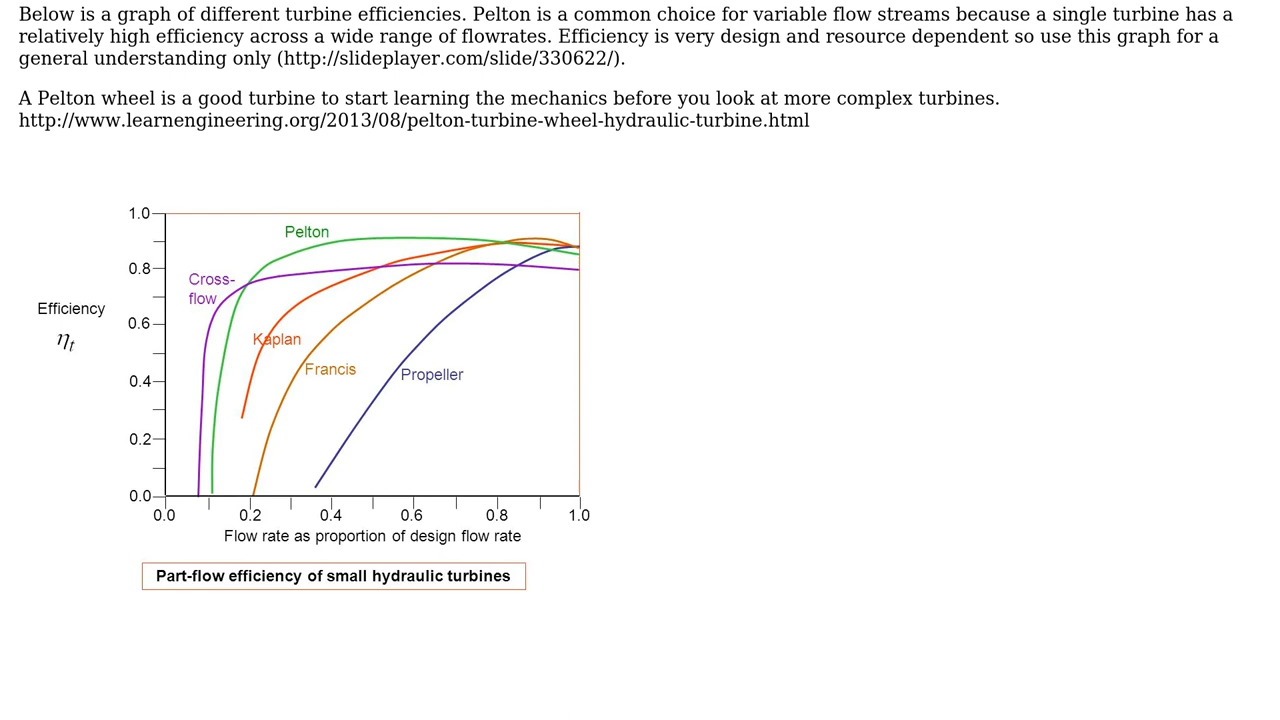 Below is a graph of different turbine efficiencies. Pelton is a common choice for variable flow streams because a single turbine has a
relatively high efficiency across a wide range of flowrates. Efficiency is very design and resource dependent so use this graph for a
general understanding only (http://slideplayer.com/slide/330622/).
A Pelton wheel is a good turbine to start learning the mechanics before you look at more complex turbines.
http://www.learnengineering.org/2013/08/pelton-turbine-wheel-hydraulic-turbine.html
1.0
Pelton
0.8
Cross-
flow
Efficiency
ηt
0.6
Kaplan
Francis
Propeller
0.4
0.2
0.0
0.0 0.2 0.4 0.6 0.8 1.0
Flow rate as proportion of design flow rate
Part-flow efficiency of small hydraulic turbines